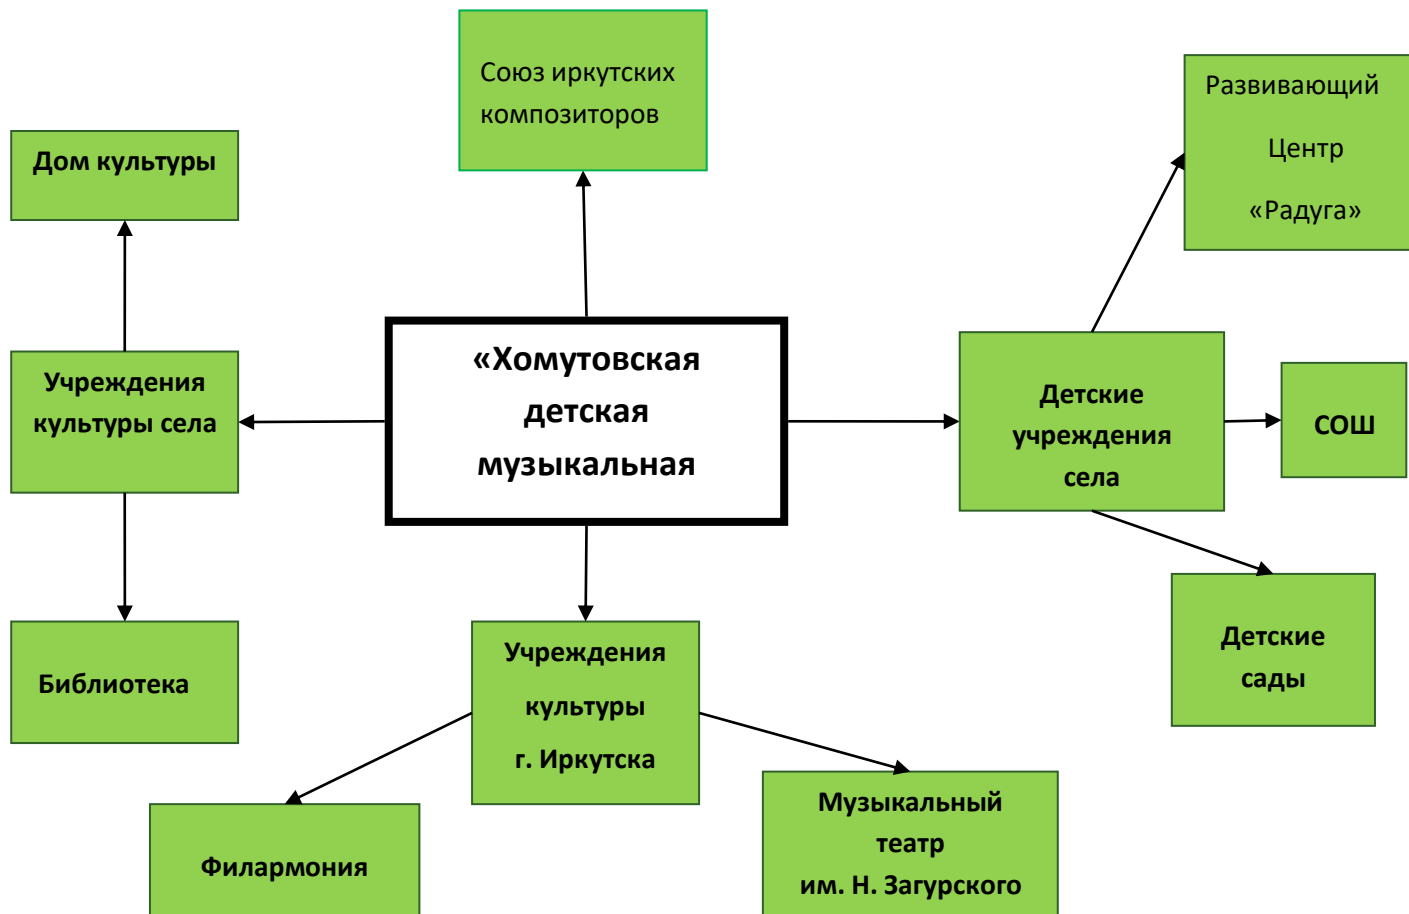 Союз иркутских
композиторов
Развивающий
Центр
«Радуга»
Дом культуры
Учреждения
культуры села
«Хомутовская
детская
музыкальная
Детские
учреждения
села
СОШ
Библиотека
Учреждения
культуры
г. Иркутска
Детские
сады
Филармония
Музыкальный
театр
им. Н. Загурского